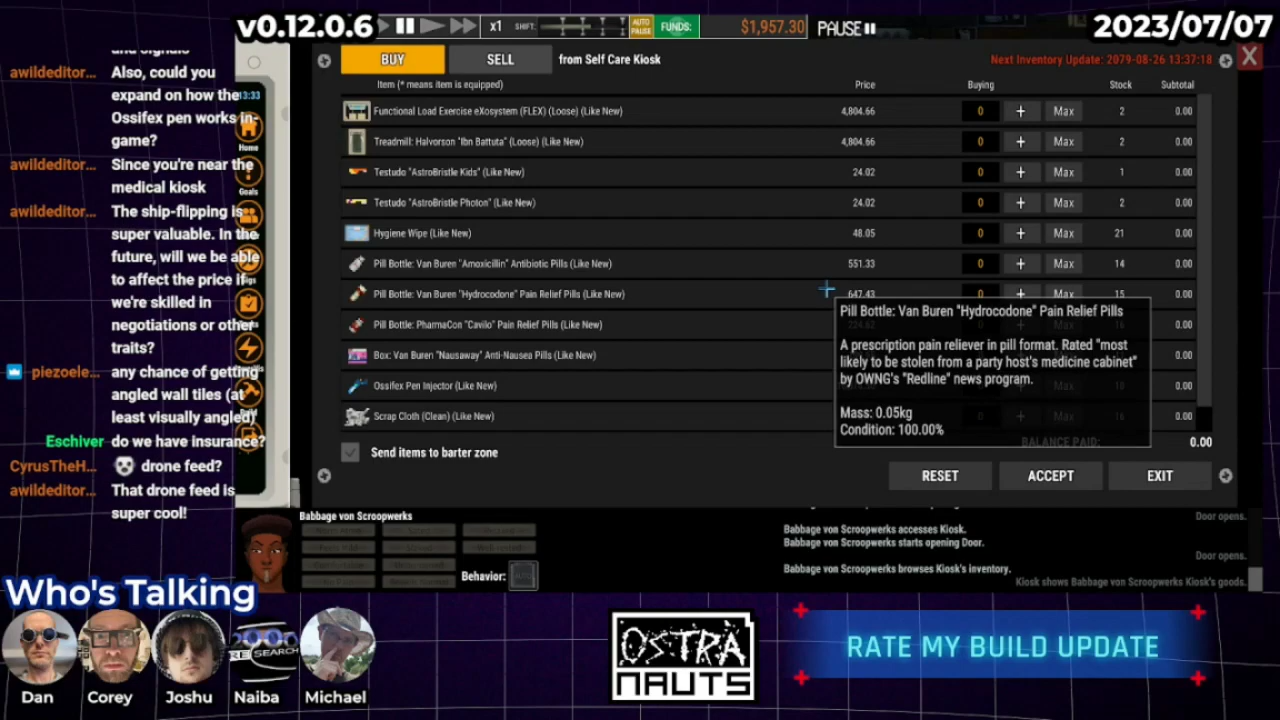 v0.12.0.6
x1
SHIFT:
AUTO
PAUSE
FUNDS:
$1,957.30
PAUSE
2023/07/07
BUY
SELL
from Self Care Kiosk
Next Inventory Update: 2079-08-26 13:37:18
X
Item (* means item is equipped)
Price
Buying
Stock
Subtotal
Functional Load Exercise eXosystem (FLEX) (Loose) (Like New)
4,804.66
0
+
Max
2
0.00
Treadmill: Halvorson "Ibn Battuta" (Loose) (Like New)
4,804.66
0
+
Max
2
0.00
Testudo "AstroBristle Kids" (Like New)
24.02
0
+
Max
1
0.00
Testudo "AstroBristle Photon" (Like New)
24.02
0
+
Max
2
0.00
Hygiene Wipe (Like New)
48.05
0
+
Max
21
0.00
Pill Bottle: Van Buren "Amoxicillin" Antibiotic Pills (Like New)
551.33
0
+
Max
14
0.00
Pill Bottle: Van Buren "Hydrocodone" Pain Relief Pills (Like New)
647.43
0
+
Max
15
0.00
Pill Bottle: PharmaCon "Cavilo" Pain Relief Pills (Like New)
0.00
Box: Van Buren "Nausaway" Anti-Nausea Pills (Like New)
0.00
Ossifex Pen Injector (Like New)
0.00
Scrap Cloth (Clean) (Like New)
0.00
Pill Bottle: Van Buren "Hydrocodone" Pain Relief Pills
A prescription pain reliever in pill format. Rated "most
likely to be stolen from a party host's medicine cabinet"
by OWNG's "Redline" news program.
Mass: 0.05kg
Condition: 100.00%
Send items to barter zone
BALANCE PAID:
0.00
RESET
ACCEPT
EXIT
13:33
Home
Goals
awildeditor...
Also, could you
expand on how the
Ossifex pen works in-
game?
awildeditor...
Since you're near the
medical kiosk
awildeditor...
The ship-flipping is
super valuable. In the
future, will we be able
to affect the price if
we're skilled in
negotiations or other
traits?
piezoele...
any chance of getting
angled wall tiles (at
least visually angled)
Eschiver
do we have insurance?
CyrusTheH...
drone feed?
awildeditor...
That drone feed is
super cool!
Babbage von Scroopwerks
Behavior:
AUTO
Door opens.
Babbage von Scroopwerks accesses Kiosk.
Babbage von Scroopwerks starts opening Door.
Door opens.
Babbage von Scroopwerks browses Kiosk's inventory.
Kiosk shows Babbage von Scroopwerks Kiosk's goods.
Who's Talking
RE SEARCH
Dan
Corey
Joshu
Naiba
Michael
OSTRA
NAUTS
RATE MY BUILD UPDATE